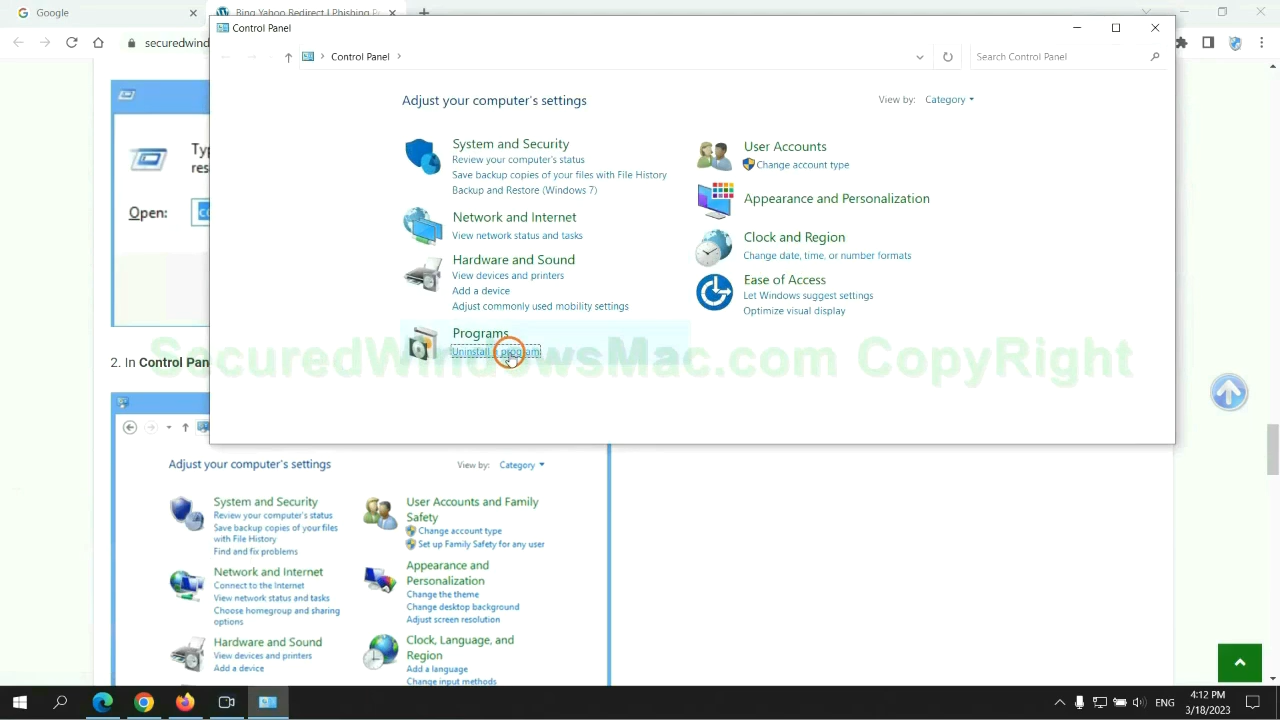 Google
Bing Yahoo Redirect | Phishing
securedwind
Control Panel
Control Panel
Search Control Panel
Adjust your computer's settings
View by: Category
System and Security
Review your computer's status
Save backup copies of your files with File History
Backup and Restore (Windows 7)
Network and Internet
View network status and tasks
Hardware and Sound
View devices and printers
Add a device
Adjust commonly used mobility settings
Programs
Uninstall a program
User Accounts
Change account type
Appearance and Personalization
Clock and Region
Change date, time, or number formats
Ease of Access
Let Windows suggest settings
Optimize visual display
SecuredWindowsMac.com CopyRight
Open:
2. In Control Pan
Adjust your computer's settings
View by: Category
System and Security
Review your computer's status
Save backup copies of your files
with File History
Find and fix problems
Network and Internet
Connect to the Internet
View network status and tasks
Choose homegroup and sharing
options
Hardware and Sound
View devices and printers
Add a device
User Accounts and Family
Safety
Change account type
Set up Family Safety for any user
Appearance and
Personalization
Change the theme
Change desktop background
Adjust screen resolution
Clock, Language, and
Region
Add a language
Change input methods
ENG
4:12 PM
3/18/2023